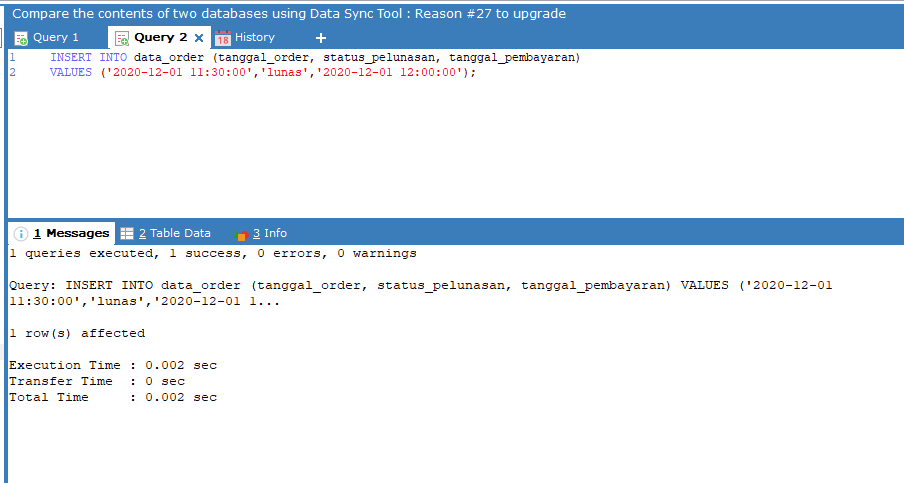 Compare the contents of two databases using Data Sync Tool : Reason #27 to upgrade
Query 1 Query 2 18 History
1 INSERT INTO data_order (tanggal_order, status_pelunasan, tanggal_pembayaran)
2 VALUES ('2020-12-01 11:30:00','lunas','2020-12-01 12:00:00');
1 Messages 2 Table Data 3 Info
1 queries executed, 1 success, 0 errors, 0 warnings
Query: INSERT INTO data_order (tanggal_order, status_pelunasan, tanggal_pembayaran) VALUES ('2020-12-01
11:30:00','lunas','2020-12-01 1...
1 row(s) affected
Execution Time : 0.002 sec
Transfer Time : 0 sec
Total Time : 0.002 sec